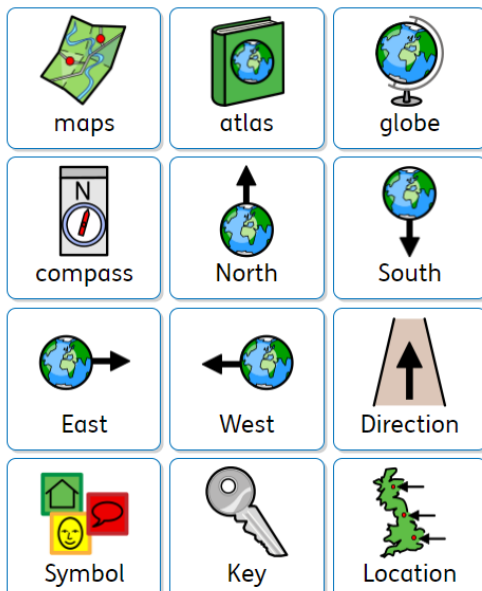 maps
atlas
globe
N
compass
North
South
East
West
Direction
Symbol
Key
Location